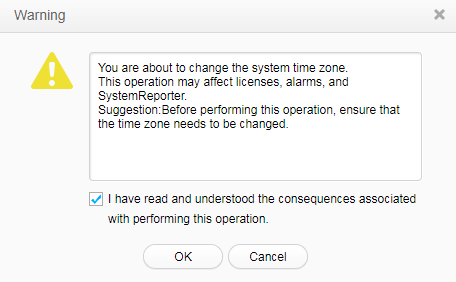 Warning
You are about to change the system time zone.
This operation may affect licenses, alarms, and
SystemReporter.
Suggestion:Before performing this operation, ensure that
the time zone needs to be changed.
I have read and understood the consequences associated
with performing this operation.
OK
Cancel